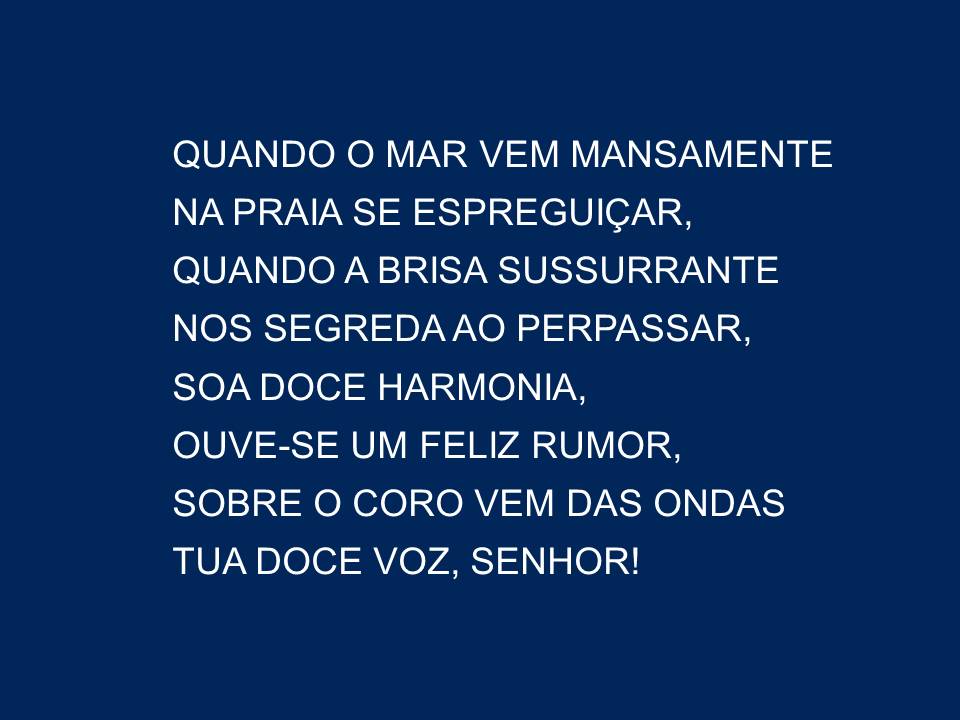 QUANDO O MAR VEM MANSAMENTE
NA PRAIA SE ESPREGUIÇAR,
QUANDO A BRISA SUSSURRANTE
NOS SEGREDA AO PERPASSAR,
SOA DOCE HARMONIA,
OUVE-SE UM FELIZ RUMOR,
SOBRE O CORO VEM DAS ONDAS
TUA DOCE VOZ, SENHOR!